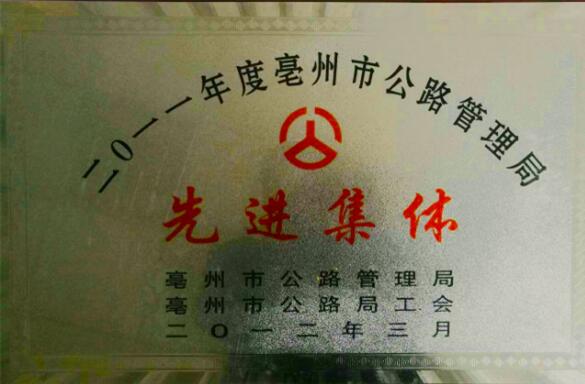 二〇一一年度亳州市公路管理局
先进集体
亳州市公路管理局
亳州市公路局工会
二〇一二年三月